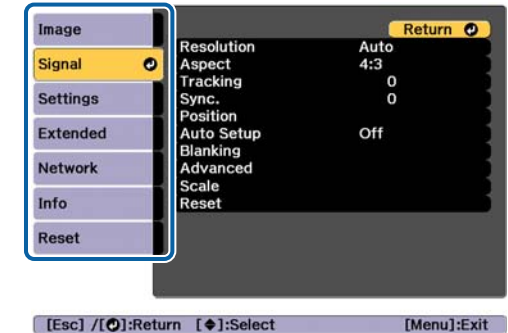 Image
Signal
Settings
Extended
Network
Info
Reset
Return
Resolution Auto
Aspect 4:3
Tracking 0
Sync. 0
Position
Auto Setup Off
Blanking
Advanced
Scale
Reset
[Esc] /[⏎]:Return [◆]:Select [Menu]:Exit